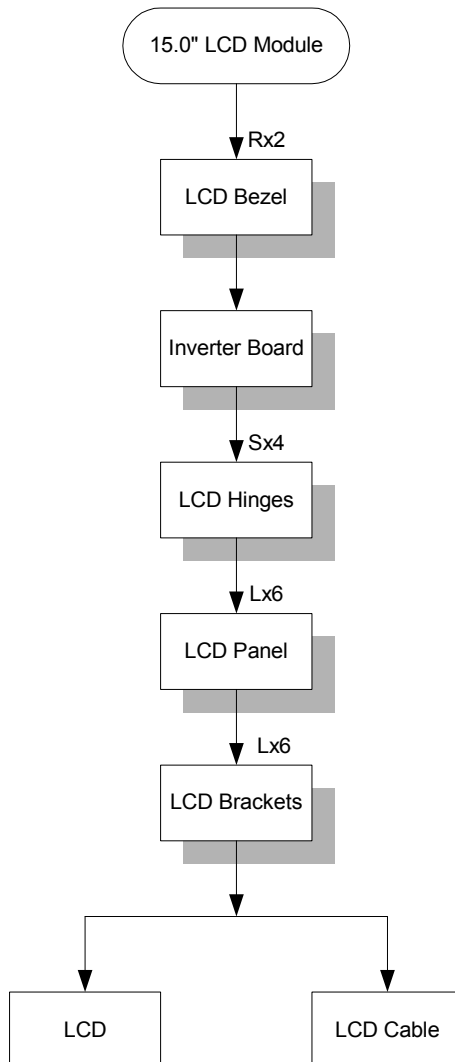 15.0" LCD Module
Rx2
LCD Bezel
Inverter Board
Sx4
LCD Hinges
Lx6
LCD Panel
Lx6
LCD Brackets
LCD
LCD Cable